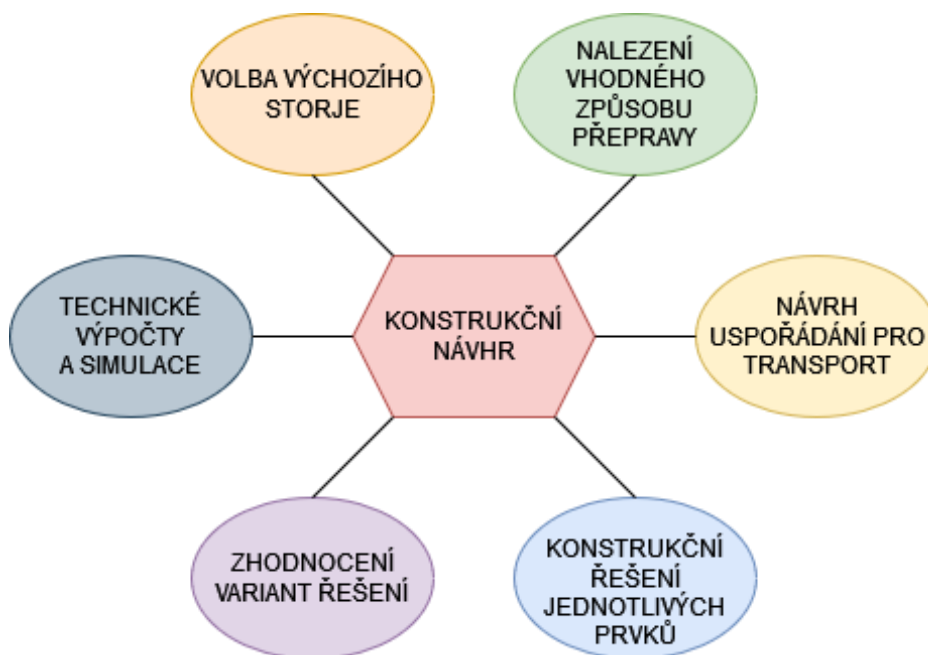 VOLBA VÝCHOZÍHO
STORJE
NALEZENÍ
VHODNÉHO
ZPŮSOBU
PŘEPRAVY
TECHNICKÉ
VÝPOČTY
A SIMULACE
KONSTRUKČNÍ
NÁVHR
NÁVRH
USPOŘÁDÁNÍ PRO
TRANSPORT
ZHODNOCENÍ
VARIANT ŘEŠENÍ
KONSTRUKČNÍ
ŘEŠENÍ
JEDNOTLIVÝCH
PRVKŮ